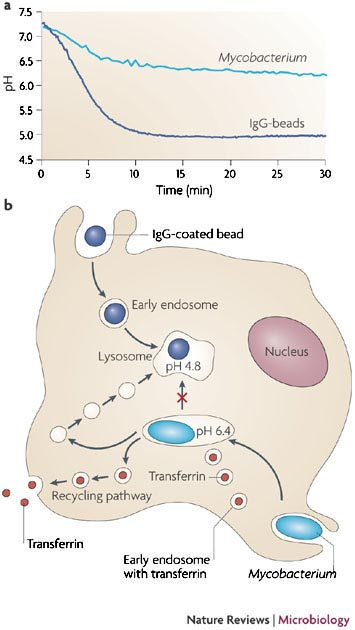 a
7.5
7.0
6.5
6.0
5.5
5.0
4.5
pH
Mycobacterium
IgG-beads
0 5 10 15 20 25 30
Time (min)
b
IgG-coated bead
Early endosome
Lysosome
pH 4.8
Nucleus
pH 6.4
Transferrin
Recycling pathway
Transferrin
Early endosome
with transferrin
Mycobacterium
Nature Reviews | Microbiology